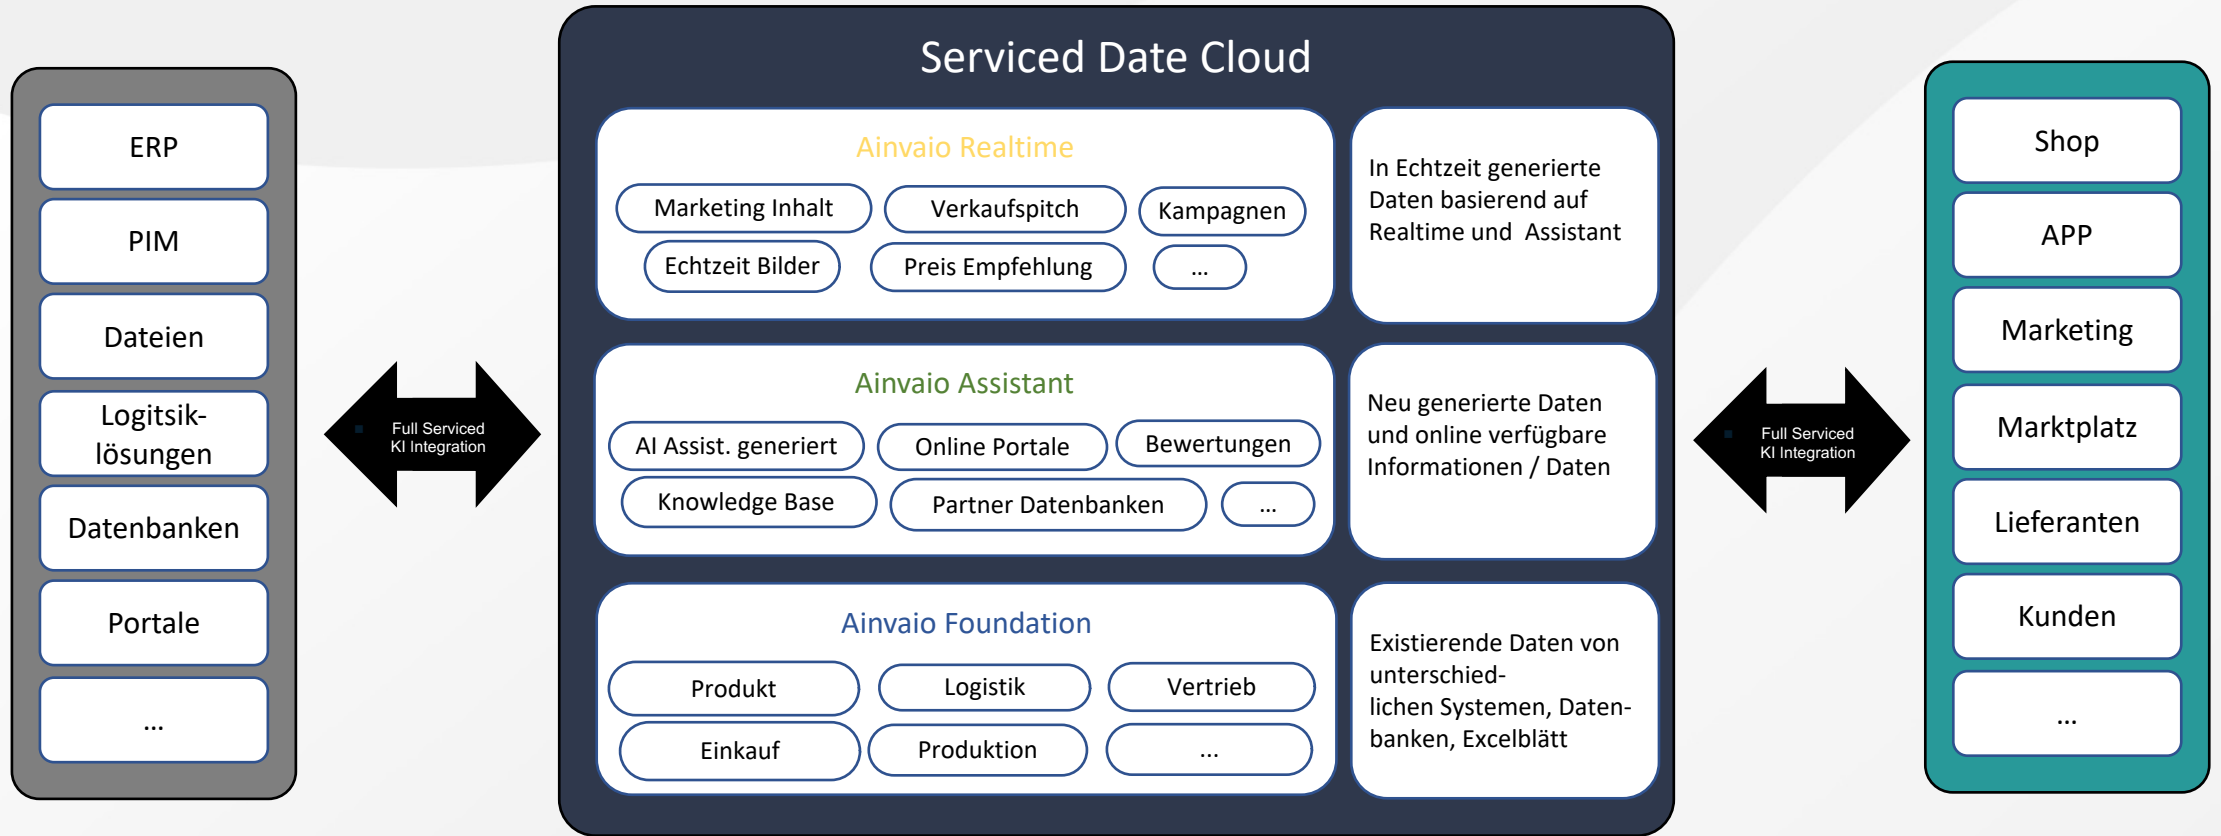 Serviced Date Cloud
ERP
PIM
Dateien
Logitsik-
lösungen
Datenbanken
Portale
...
Full Serviced
KI Integration
Ainvaio Realtime
Marketing Inhalt
Verkaufspitch
Kampagnen
Echtzeit Bilder
Preis Empfehlung
...
In Echtzeit generierte
Daten basierend auf
Realtime und Assistant
Ainvaio Assistant
AI Assist. generiert
Online Portale
Bewertungen
Knowledge Base
Partner Datenbanken
...
Neu generierte Daten
und online verfügbare
Informationen / Daten
Ainvaio Foundation
Produkt
Logistik
Vertrieb
Einkauf
Produktion
...
Existierende Daten von
unterschied-
lichen Systemen, Daten-
banken, Excelblätt
Full Serviced
KI Integration
Shop
APP
Marketing
Marktplatz
Lieferanten
Kunden
...